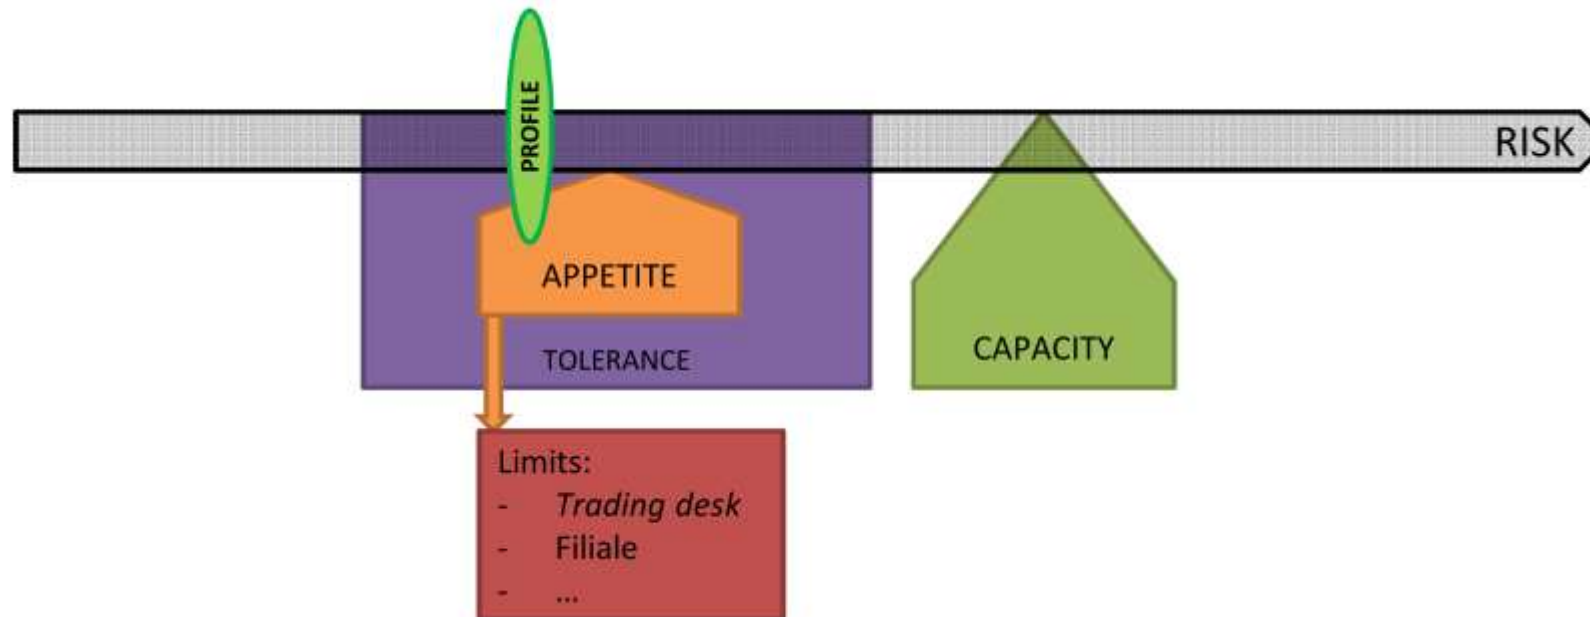 PROFILE
RISK
APPETITE
TOLERANCE
CAPACITY
Limits:
- Trading desk
- Filiale
- ...